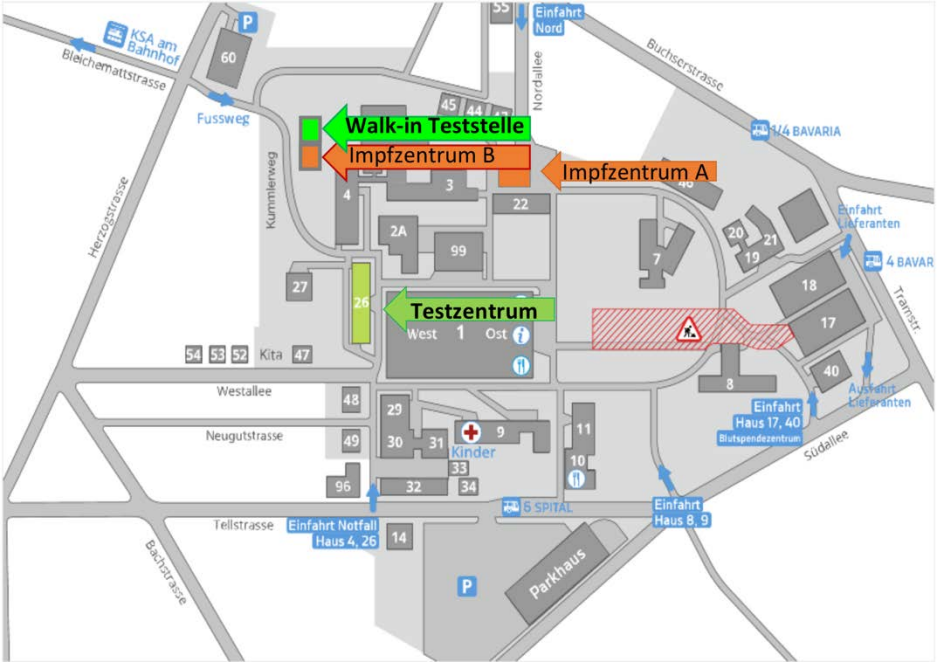 55
Einfahrt
Nord
P
KSA am
Bahnhof
Bleichemattstrasse
60
Fussweg
Nordallee
Buchserstrasse
45
44
Walk-in Teststelle
1/4 BAVARIA
Impfzentrum B
Impfzentrum A
Kummlerweg
Herzogstrasse
4
3
46
22
2A
99
7
20
21
19
Einfahrt
Lieferanten
4 BAVAR
27
26
Testzentrum
18
17
Tramstr.
West
1
Ost
i
54
53
52
Kita
47
40
8
Westallee
48
Ausfahrt
Lieferanten
29
Einfahrt
Haus 17, 40
Blutspendezentrum
Neugutstrasse
49
30
31
9
11
Kinder
Südallee
33
10
96
32
34
5 SPITAL
Einfahrt
Haus 8, 9
Tellstrasse
Einfahrt Notfall
Haus 4, 26
14
Bachstrasse
P
Parkhaus